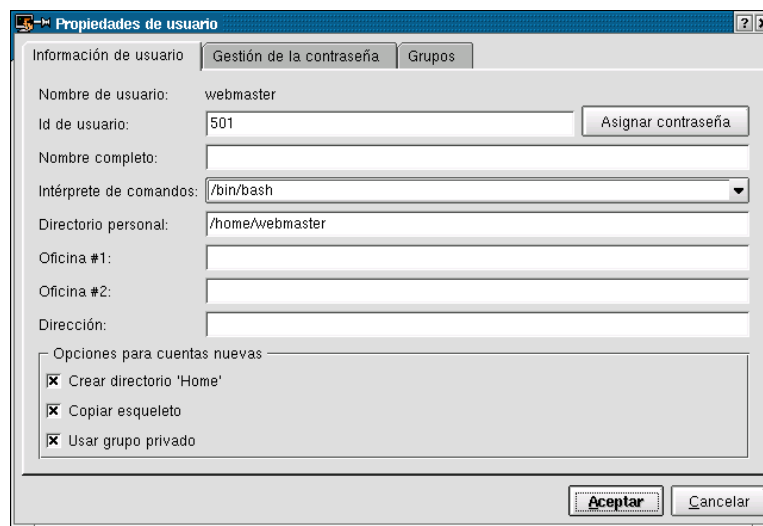 Propiedades de usuario
Información de usuario Gestión de la contraseña Grupos
Nombre de usuario: webmaster
Id de usuario: 501 Asignar contraseña
Nombre completo:
Intérprete de comandos: /bin/bash
Directorio personal: /home/webmaster
Oficina #1:
Oficina #2:
Dirección:
Opciones para cuentas nuevas
Crear directorio 'Home'
Copiar esqueleto
Usar grupo privado
Aceptar Cancelar